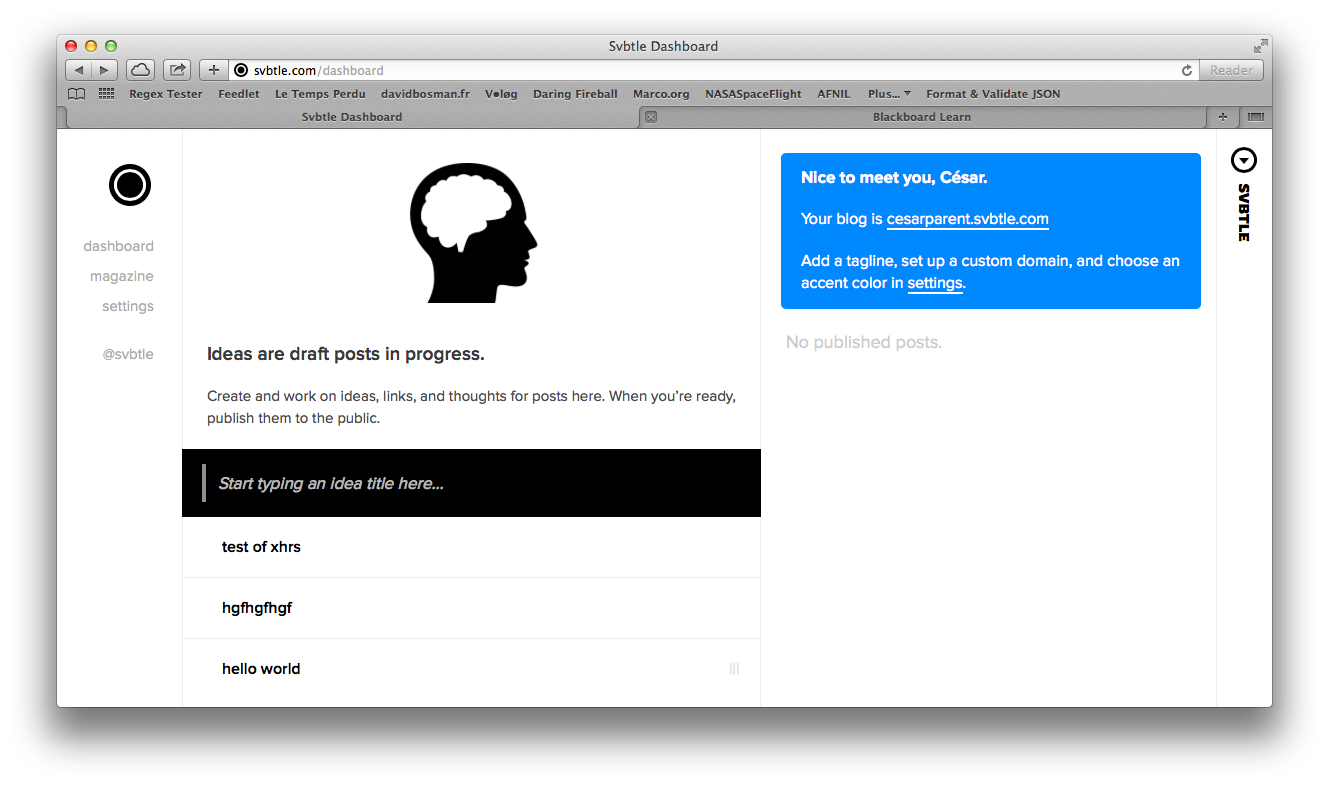 Svbtle Dashboard
svbtle.com/dashboard
Reader
Regex Tester Feedlet Le Temps Perdu davidbosman.fr V●løg Daring Fireball Marco.org NASASpaceFlight AFNIL Plus... Format & Validate JSON
Svbtle Dashboard
Blackboard Learn
dashboard
magazine
settings
@svbtle
Ideas are draft posts in progress.
Create and work on ideas, links, and thoughts for posts here. When you’re ready,
publish them to the public.
Start typing an idea title here...
test of xhrs
hgfhgfhgf
hello world
Nice to meet you, César.
Your blog is cesarparent.svbtle.com
Add a tagline, set up a custom domain, and choose an
accent color in settings.
No published posts.
SVBTLE